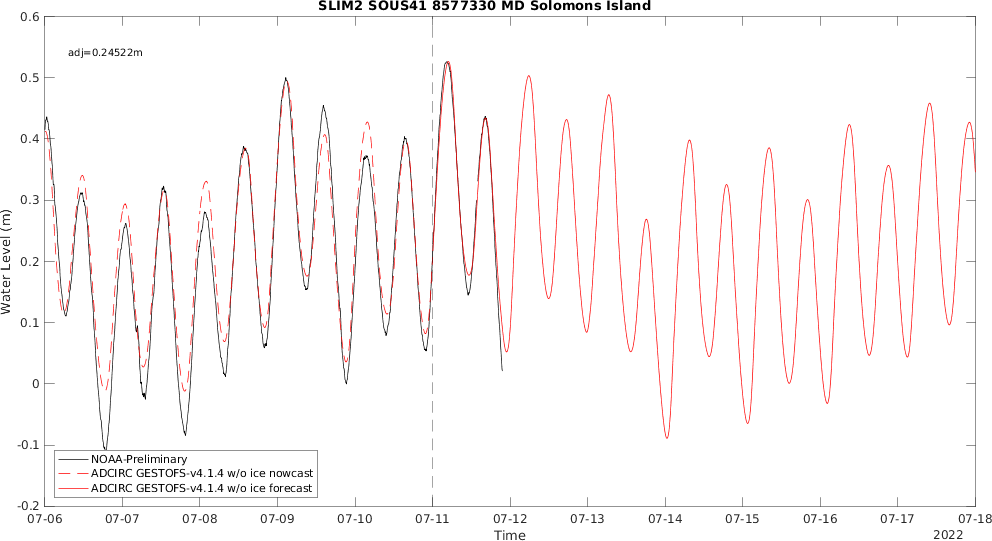 SLIM2 SOUS41 8577330 MD Solomons Island
0.6
adj=0.24522m
0.5
0.4
0.3
0.2
0.1
0
-0.1
-0.2
Water Level (m)
NOAA-Preliminary
ADCIRC GESTOFS-v4.1.4 w/o ice nowcast
ADCIRC GESTOFS-v4.1.4 w/o ice forecast
07-06 07-07 07-08 07-09 07-10 07-11 07-12 07-13 07-14 07-15 07-16 07-17 07-18
Time
2022